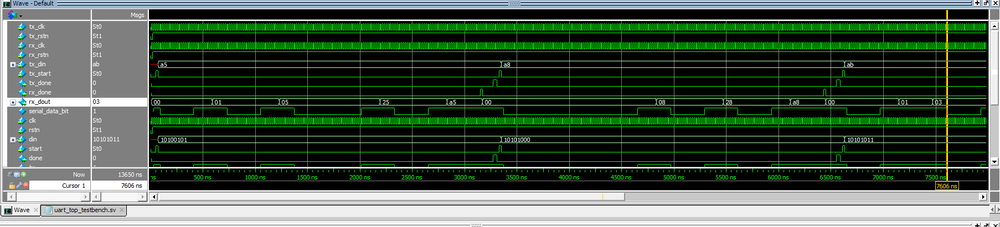 Wave - Default
Msgs
tx_clk St0
tx_rstn St1
rx_clk St0
rx_rstn St1
tx_din ab a5 a8 ab
tx_start St0
tx_done 0
rx_done 0
rx_dout 03 00 01 05 25 a5 00 08 28 a8 00 01 03
serial_data_bit 1
clk St0
rstn St1
din 10101011 10100101 10101000 10101011
start St0
done 0
Now 13650 ns ns 500 ns 1000 ns 1500 ns 2000 ns 2500 ns 3000 ns 3500 ns 4000 ns 4500 ns 5000 ns 5500 ns 6000 ns 6500 ns 7000 ns 7500 ns
Cursor 1 7606 ns 7606 ns
Wave uart_top_testbench.sv